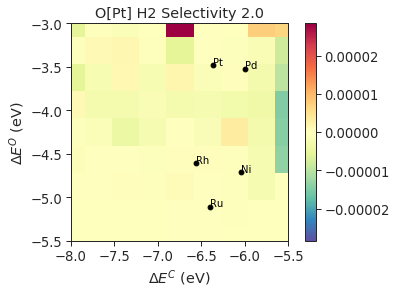 O[Pt] H2 Selectivity 2.0
−3.0
−3.5
−4.0
−4.5
−5.0
−5.5
ΔE^O (eV)
Pt
Pd
Rh
Ni
Ru
−8.0 −7.5 −7.0 −6.5 −6.0 −5.5
ΔE^C (eV)
0.00002
0.00001
0.00000
−0.00001
−0.00002